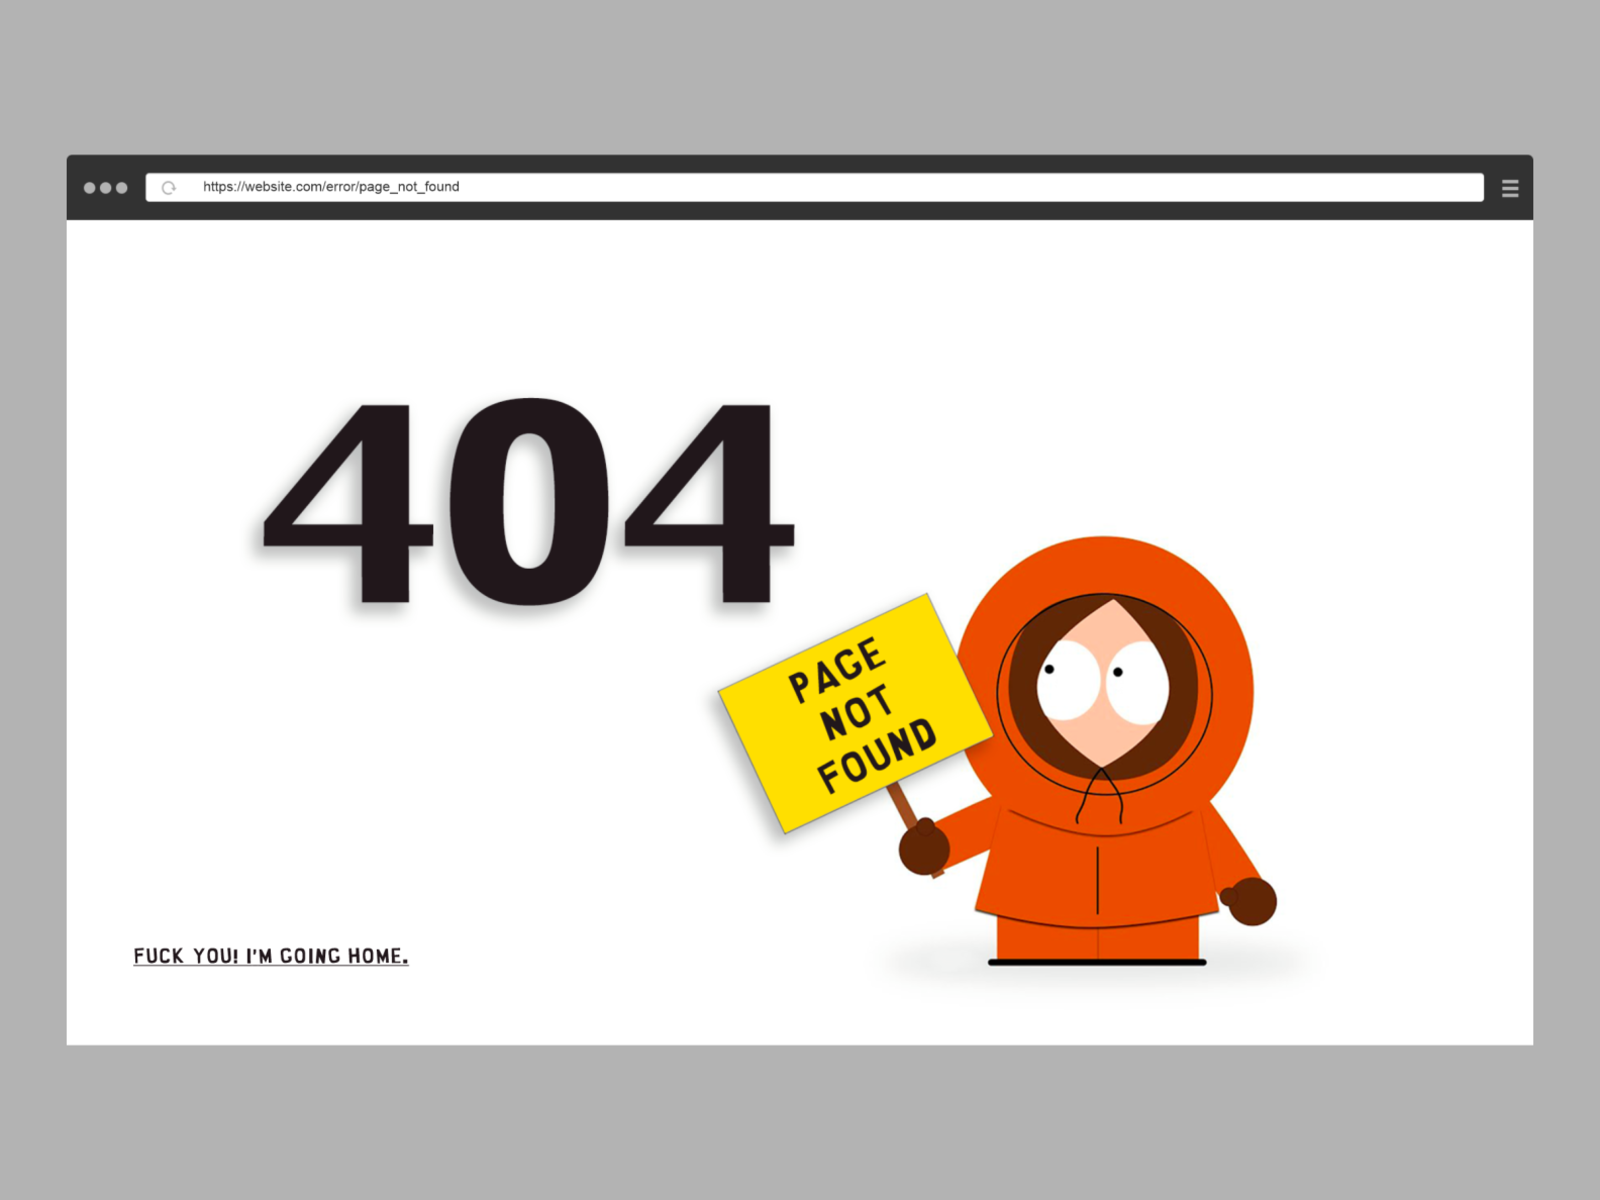 https://website.com/error/page_not_found
404
PAGE
NOT
FOUND
FUCK YOU! I'M GOING HOME.